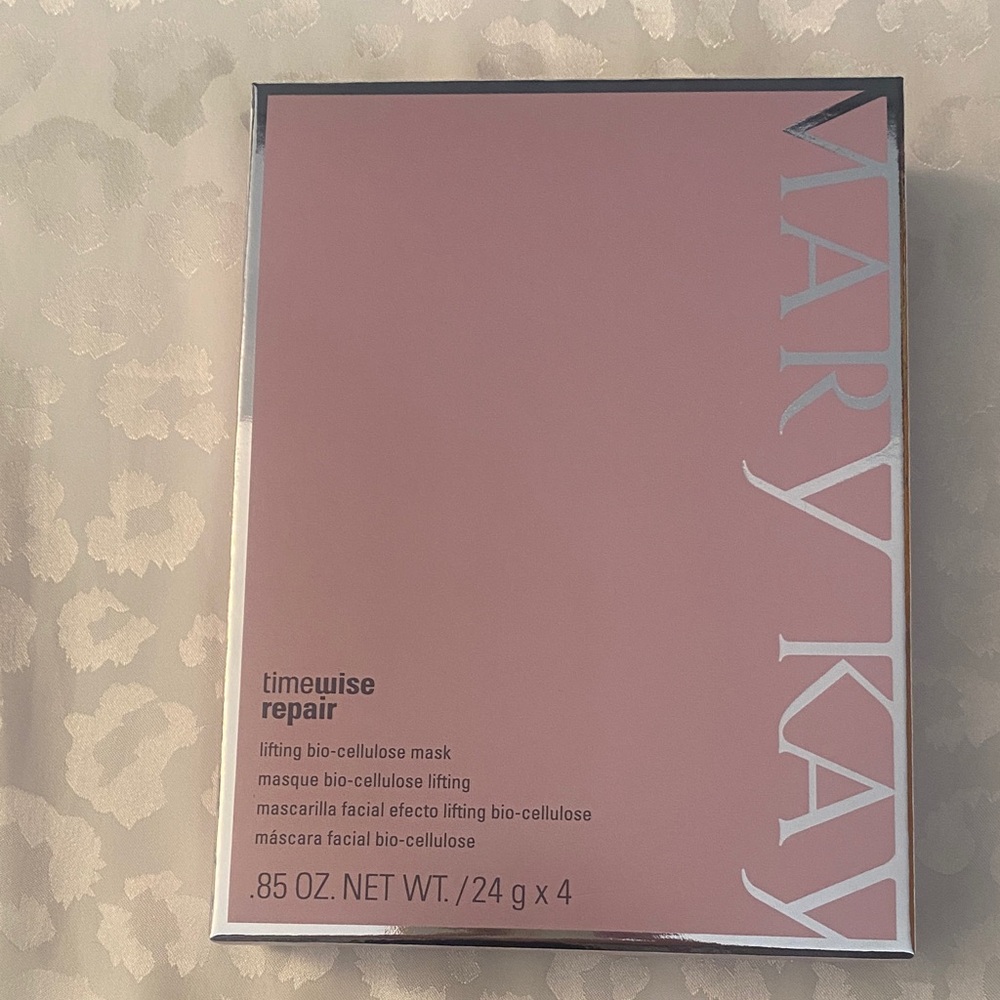 MARY KAY
timewise
repair
lifting bio-cellulose mask
masque bio-cellulose lifting
mascarilla facial efecto lifting bio-cellulose
máscara facial bio-cellulose
.85 OZ. NET WT. / 24 g x 4